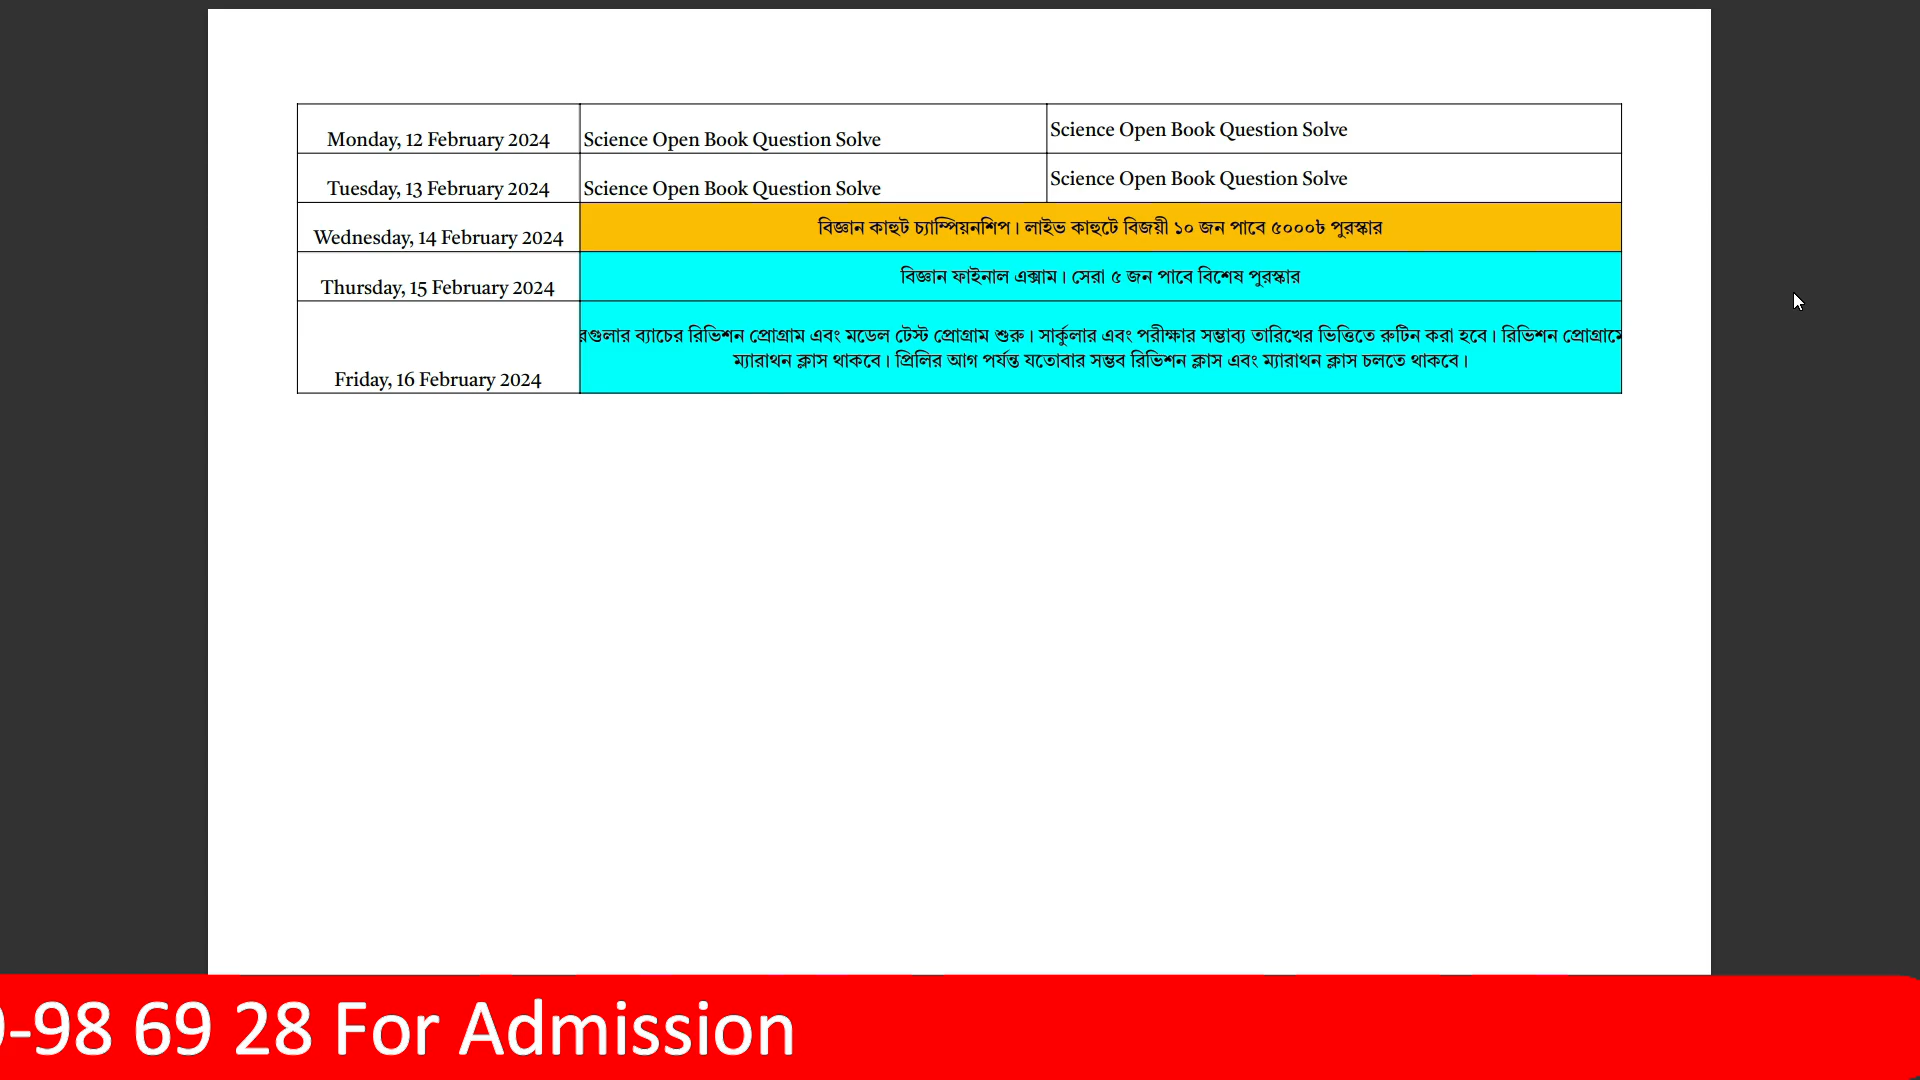 Monday, 12 February 2024 Science Open Book Question Solve Science Open Book Question Solve
Tuesday, 13 February 2024 Science Open Book Question Solve Science Open Book Question Solve
Wednesday, 14 February 2024 বিজ্ঞান কাহুট চ্যাম্পিয়নশিপ। লাইভ কাহুটে বিজয়ী ১০ জন পাবে ৫০০০৳ পুরস্কার
Thursday, 15 February 2024 বিজ্ঞান ফাইনাল এক্সাম। সেরা ৫ জন পাবে বিশেষ পুরস্কার
রগুলার ব্যাচের রিভিশন প্রোগ্রাম এবং মডেল টেস্ট প্রোগ্রাম শুরু। সার্কুলার এবং পরীক্ষার সম্ভাব্য তারিখের ভিত্তিতে রুটিন করা হবে। রিভিশন প্রোগ্রামে
ম্যারাথন ক্লাস থাকবে। প্রিলির আগ পর্যন্ত যতোবার সম্ভব রিভিশন ক্লাস এবং ম্যারাথন ক্লাস চলতে থাকবে।
Friday, 16 February 2024
-98 69 28 For Admission